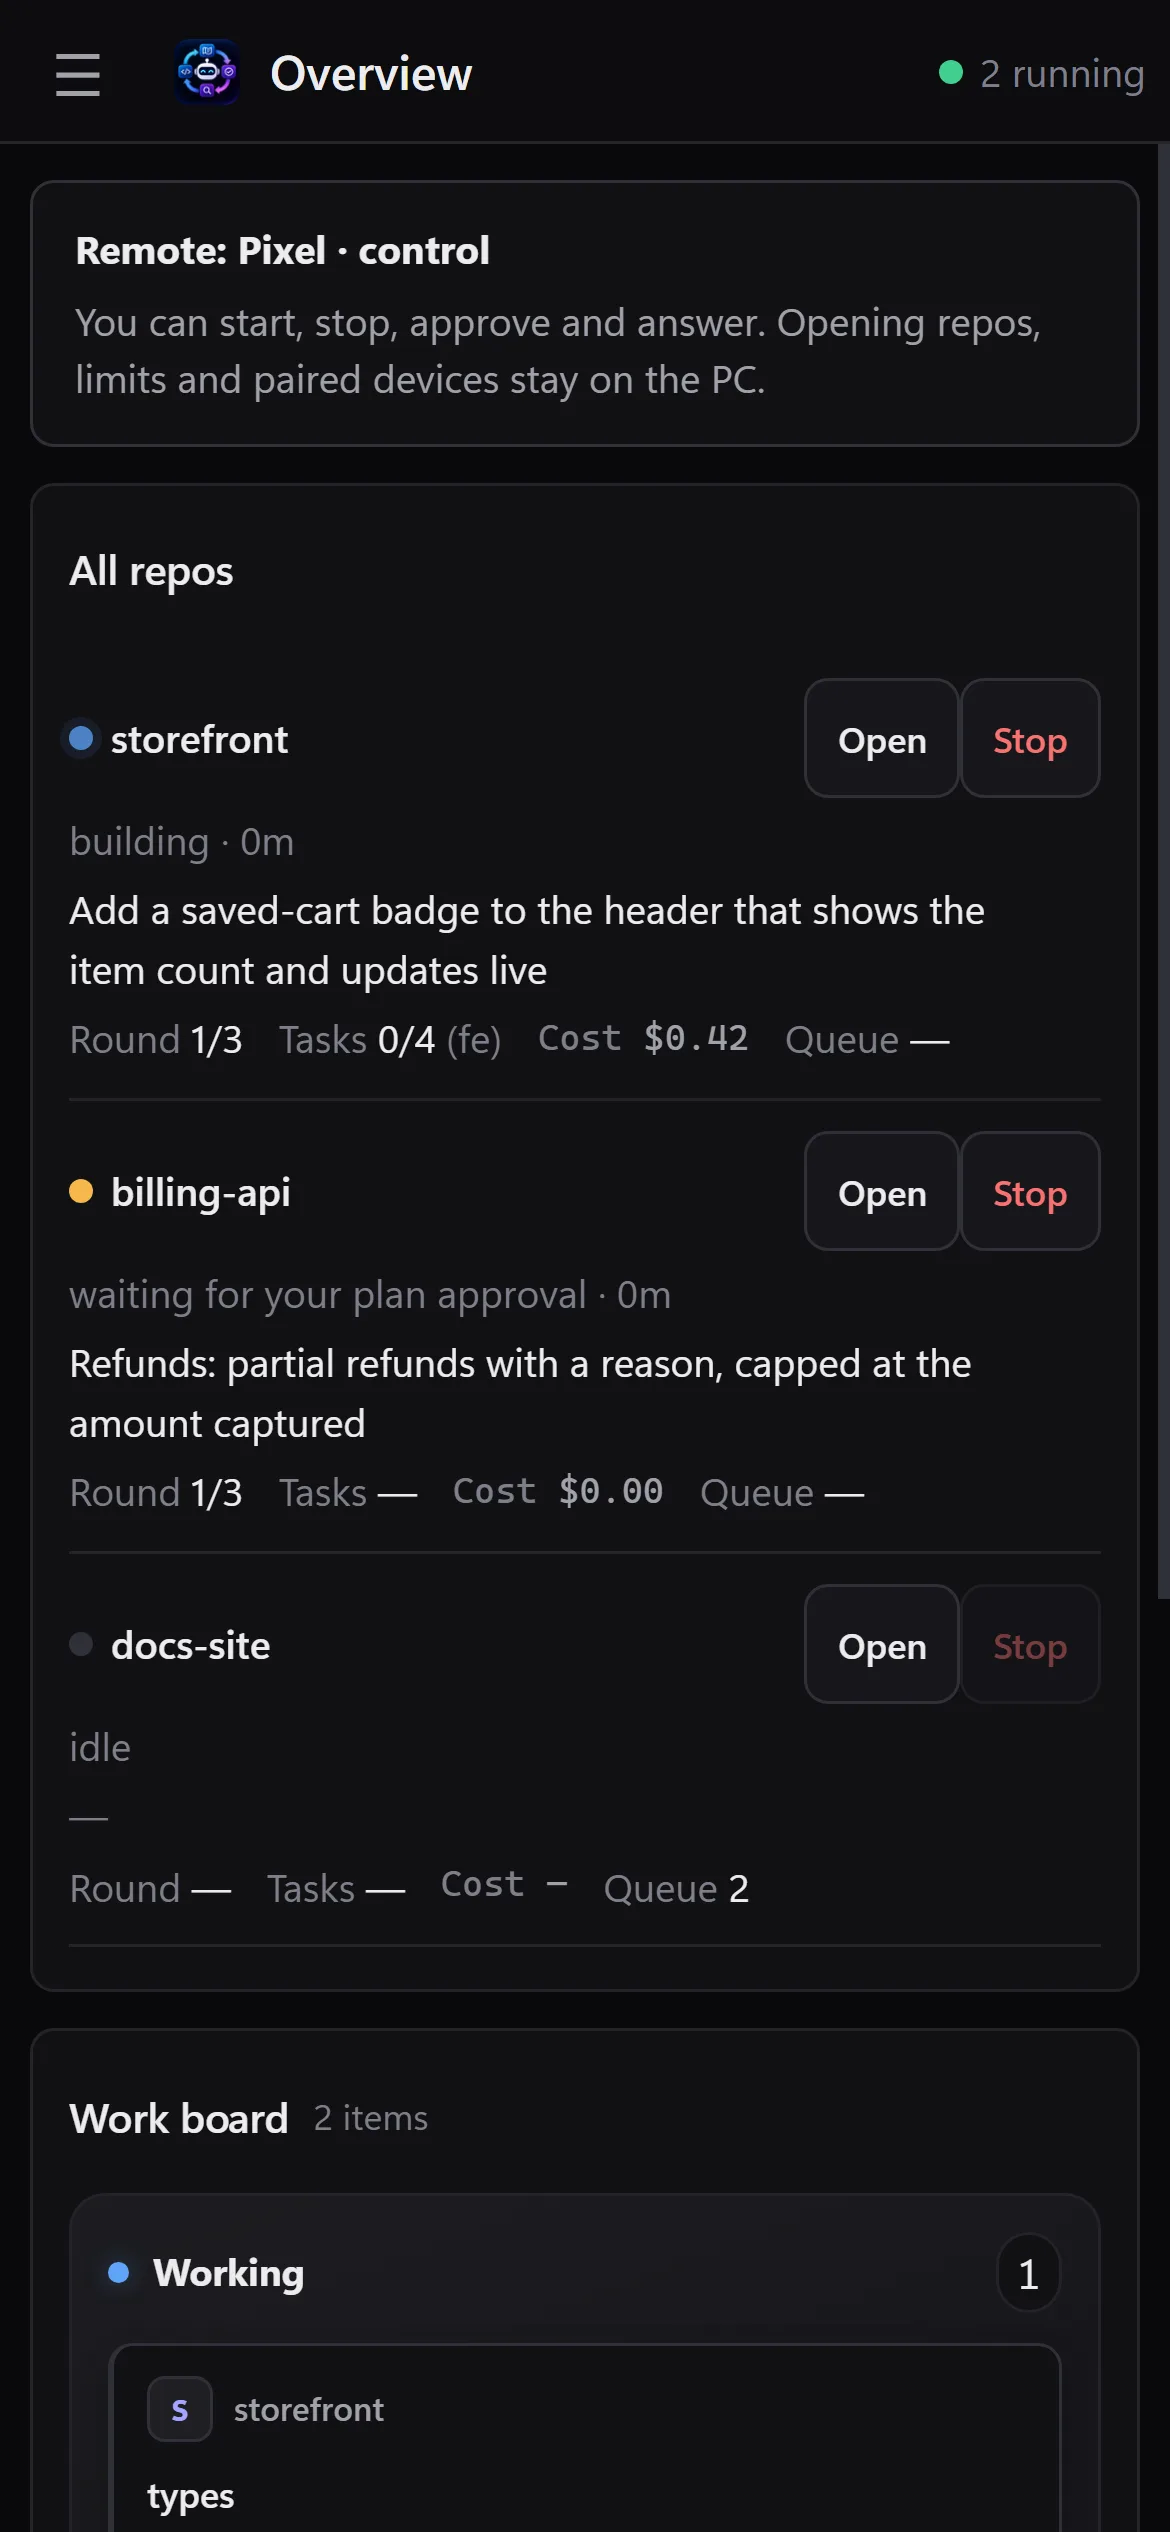 Overview
2 running
Remote: Pixel · control
You can start, stop, approve and answer. Opening repos,
limits and paired devices stay on the PC.
All repos
storefront
Open
Stop
building · 0m
Add a saved-cart badge to the header that shows the
item count and updates live
Round 1/3 Tasks 0/4 (fe) Cost $0.42 Queue —
billing-api
Open
Stop
waiting for your plan approval · 0m
Refunds: partial refunds with a reason, capped at the
amount captured
Round 1/3 Tasks — Cost $0.00 Queue —
docs-site
Open
Stop
idle
—
Round — Tasks — Cost — Queue 2
Work board 2 items
Working
1
S storefront
types